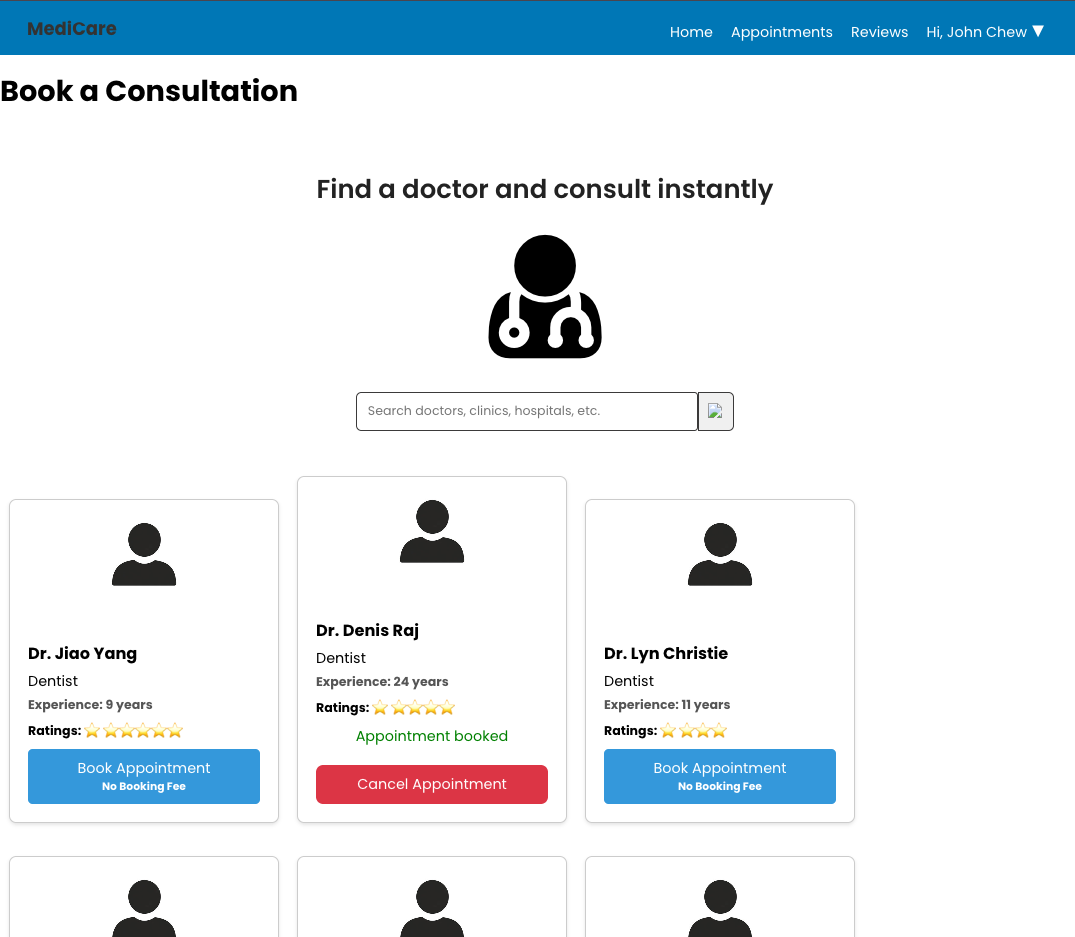 MediCare
Home Appointments Reviews Hi, John Chew ▼
Book a Consultation
Find a doctor and consult instantly
Search doctors, clinics, hospitals, etc.
Dr. Jiao Yang
Dentist
Experience: 9 years
Ratings: ⭐ ⭐⭐⭐⭐⭐
Book Appointment
No Booking Fee
Dr. Denis Raj
Dentist
Experience: 24 years
Ratings: ⭐ ⭐⭐⭐⭐
Appointment booked
Cancel Appointment
Dr. Lyn Christie
Dentist
Experience: 11 years
Ratings: ⭐ ⭐⭐⭐
Book Appointment
No Booking Fee